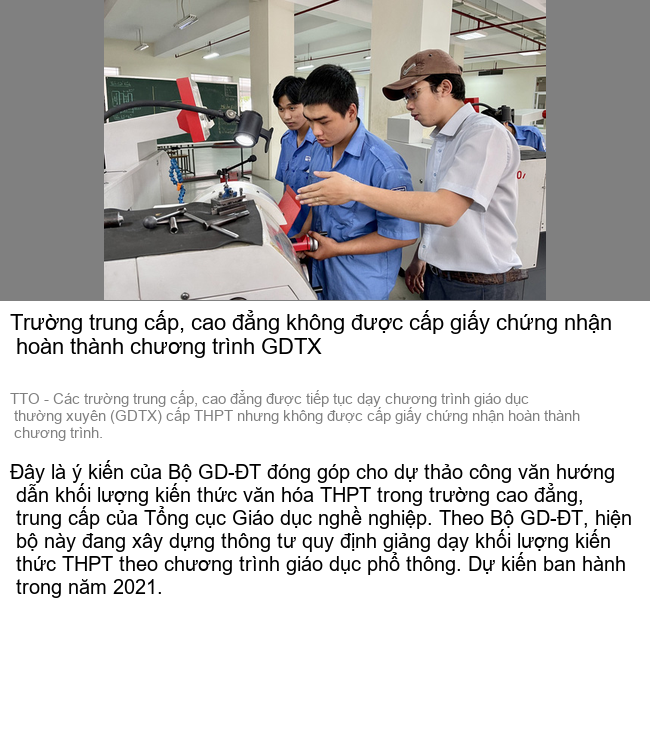 Trường trung cấp, cao đẳng không được cấp giấy chứng nhận
hoàn thành chương trình GDTX
TTO - Các trường trung cấp, cao đẳng được tiếp tục dạy chương trình giáo dục
thường xuyên (GDTX) cấp THPT nhưng không được cấp giấy chứng nhận hoàn thành
chương trình.
Đây là ý kiến của Bộ GD-ĐT đóng góp cho dự thảo công văn hướng
dẫn khối lượng kiến thức văn hóa THPT trong trường cao đẳng,
trung cấp của Tổng cục Giáo dục nghề nghiệp. Theo Bộ GD-ĐT, hiện
bộ này đang xây dựng thông tư quy định giảng dạy khối lượng kiến
thức THPT theo chương trình giáo dục phổ thông. Dự kiến ban hành
trong năm 2021.